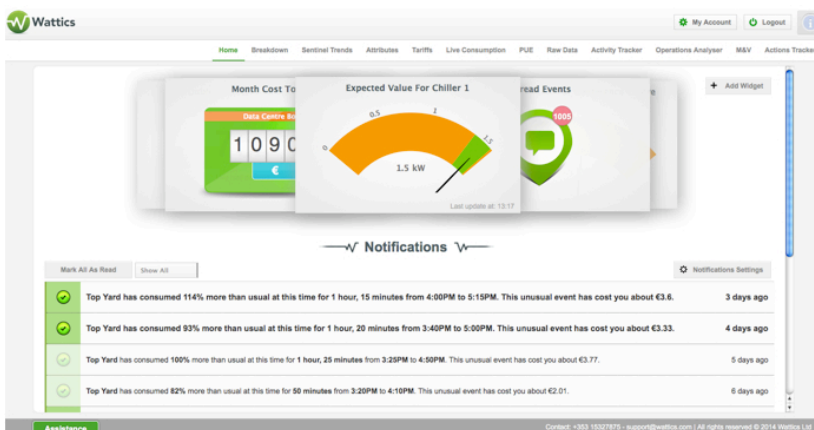 Wattics
My Account
Logout
Home Breakdown Sentinel Trends Attributes Tariffs Live Consumption PUE Raw Data Activity Tracker Operations Analyser M&V Actions Tracker
Month Cost To
Data Centre
1 0 9 0
€
Expected Value For Chiller 1
0 0.5 1 1.5
1.5 kW
Last update at: 13:17
read Events
1005
+ Add Widget
Notifications
Mark All As Read Show All Notifications Settings
Top Yard has consumed 114% more than usual at this time for 1 hour, 15 minutes from 4:00PM to 5:15PM. This unusual event has cost you about €3.6. 3 days ago
Top Yard has consumed 93% more than usual at this time for 1 hour, 20 minutes from 3:40PM to 5:00PM. This unusual event has cost you about €3.33. 4 days ago
Top Yard has consumed 100% more than usual at this time for 1 hour, 25 minutes from 3:25PM to 4:50PM. This unusual event has cost you about €3.77. 5 days ago
Top Yard has consumed 82% more than usual at this time for 50 minutes from 3:20PM to 4:10PM. This unusual event has cost you about €2.01. 6 days ago
Assistance
Contact: +353 15327875 - support@wattics.com | All rights reserved © 2014 Wattics Ltd